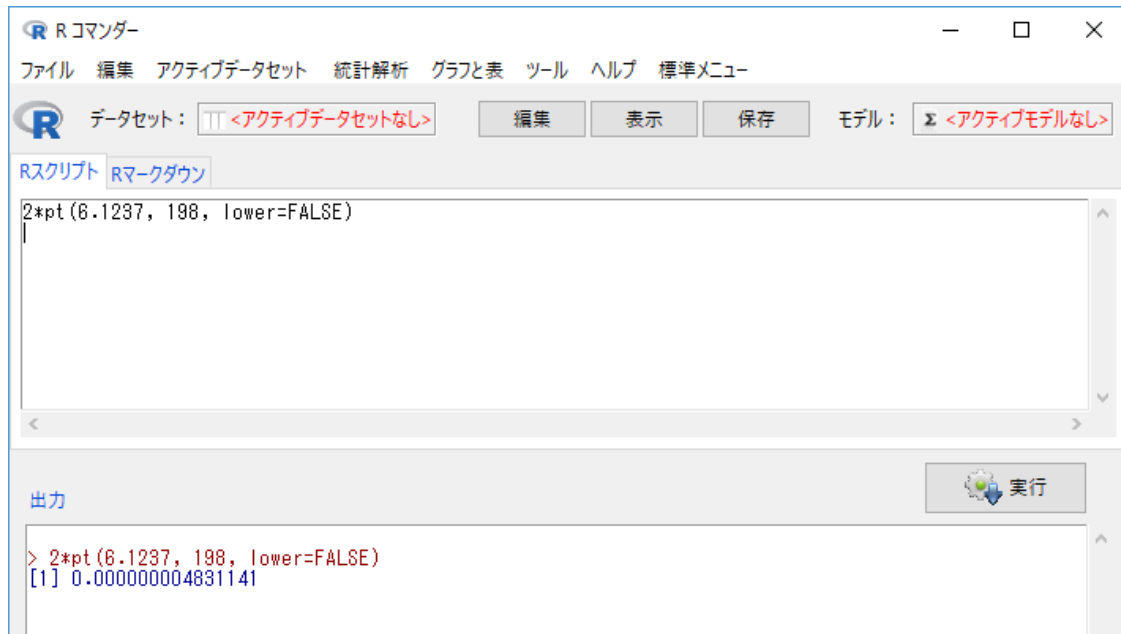 R コマンダー
ファイル 編集 アクティブデータセット 統計解析 グラフと表 ツール ヘルプ 標準メニュー
R データセット： <アクティブデータセットなし> 編集 表示 保存 モデル： Σ <アクティブモデルなし>
Rスクリプト Rマークダウン
2*pt(6.1237, 198, lower=FALSE)
実行
出力
> 2*pt(6.1237, 198, lower=FALSE)
[1] 0.000000004831141